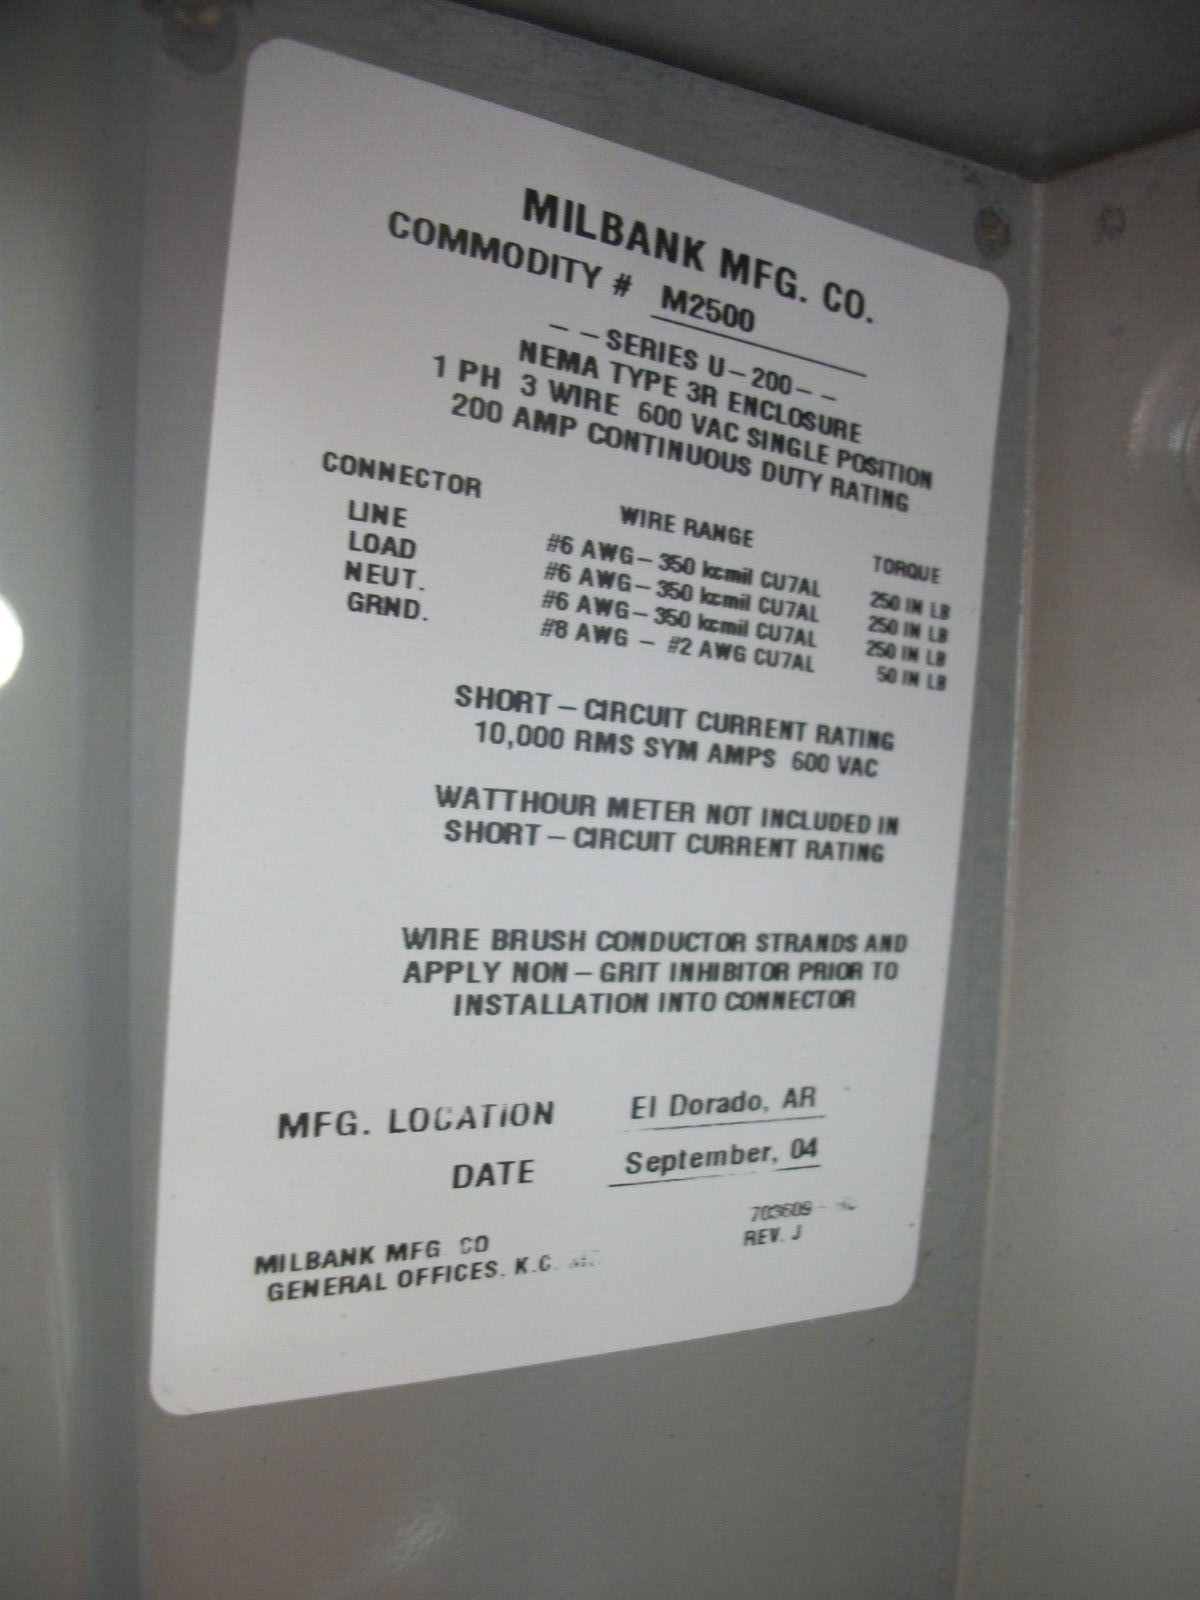 MILBANK MFG. CO.
COMMODITY # M2500
– – SERIES U – 200 – –
NEMA TYPE 3R ENCLOSURE
1 PH 3 WIRE 600 VAC SINGLE POSITION
200 AMP CONTINUOUS DUTY RATING
CONNECTOR WIRE RANGE TORQUE
LINE #6 AWG – 350 kcmil CU7AL 250 IN LB
LOAD #6 AWG – 350 kcmil CU7AL 250 IN LB
NEUT. #6 AWG – 350 kcmil CU7AL 250 IN LB
GRND. #8 AWG – #2 AWG CU7AL 50 IN LB
SHORT – CIRCUIT CURRENT RATING
10,000 RMS SYM AMPS 600 VAC
WATTHOUR METER NOT INCLUDED IN
SHORT – CIRCUIT CURRENT RATING
WIRE BRUSH CONDUCTOR STRANDS AND
APPLY NON – GRIT INHIBITOR PRIOR TO
INSTALLATION INTO CONNECTOR
MFG. LOCATION El Dorado, AR
DATE September, 04
703609 –
REV. J
MILBANK MFG CO
GENERAL OFFICES. K.C.